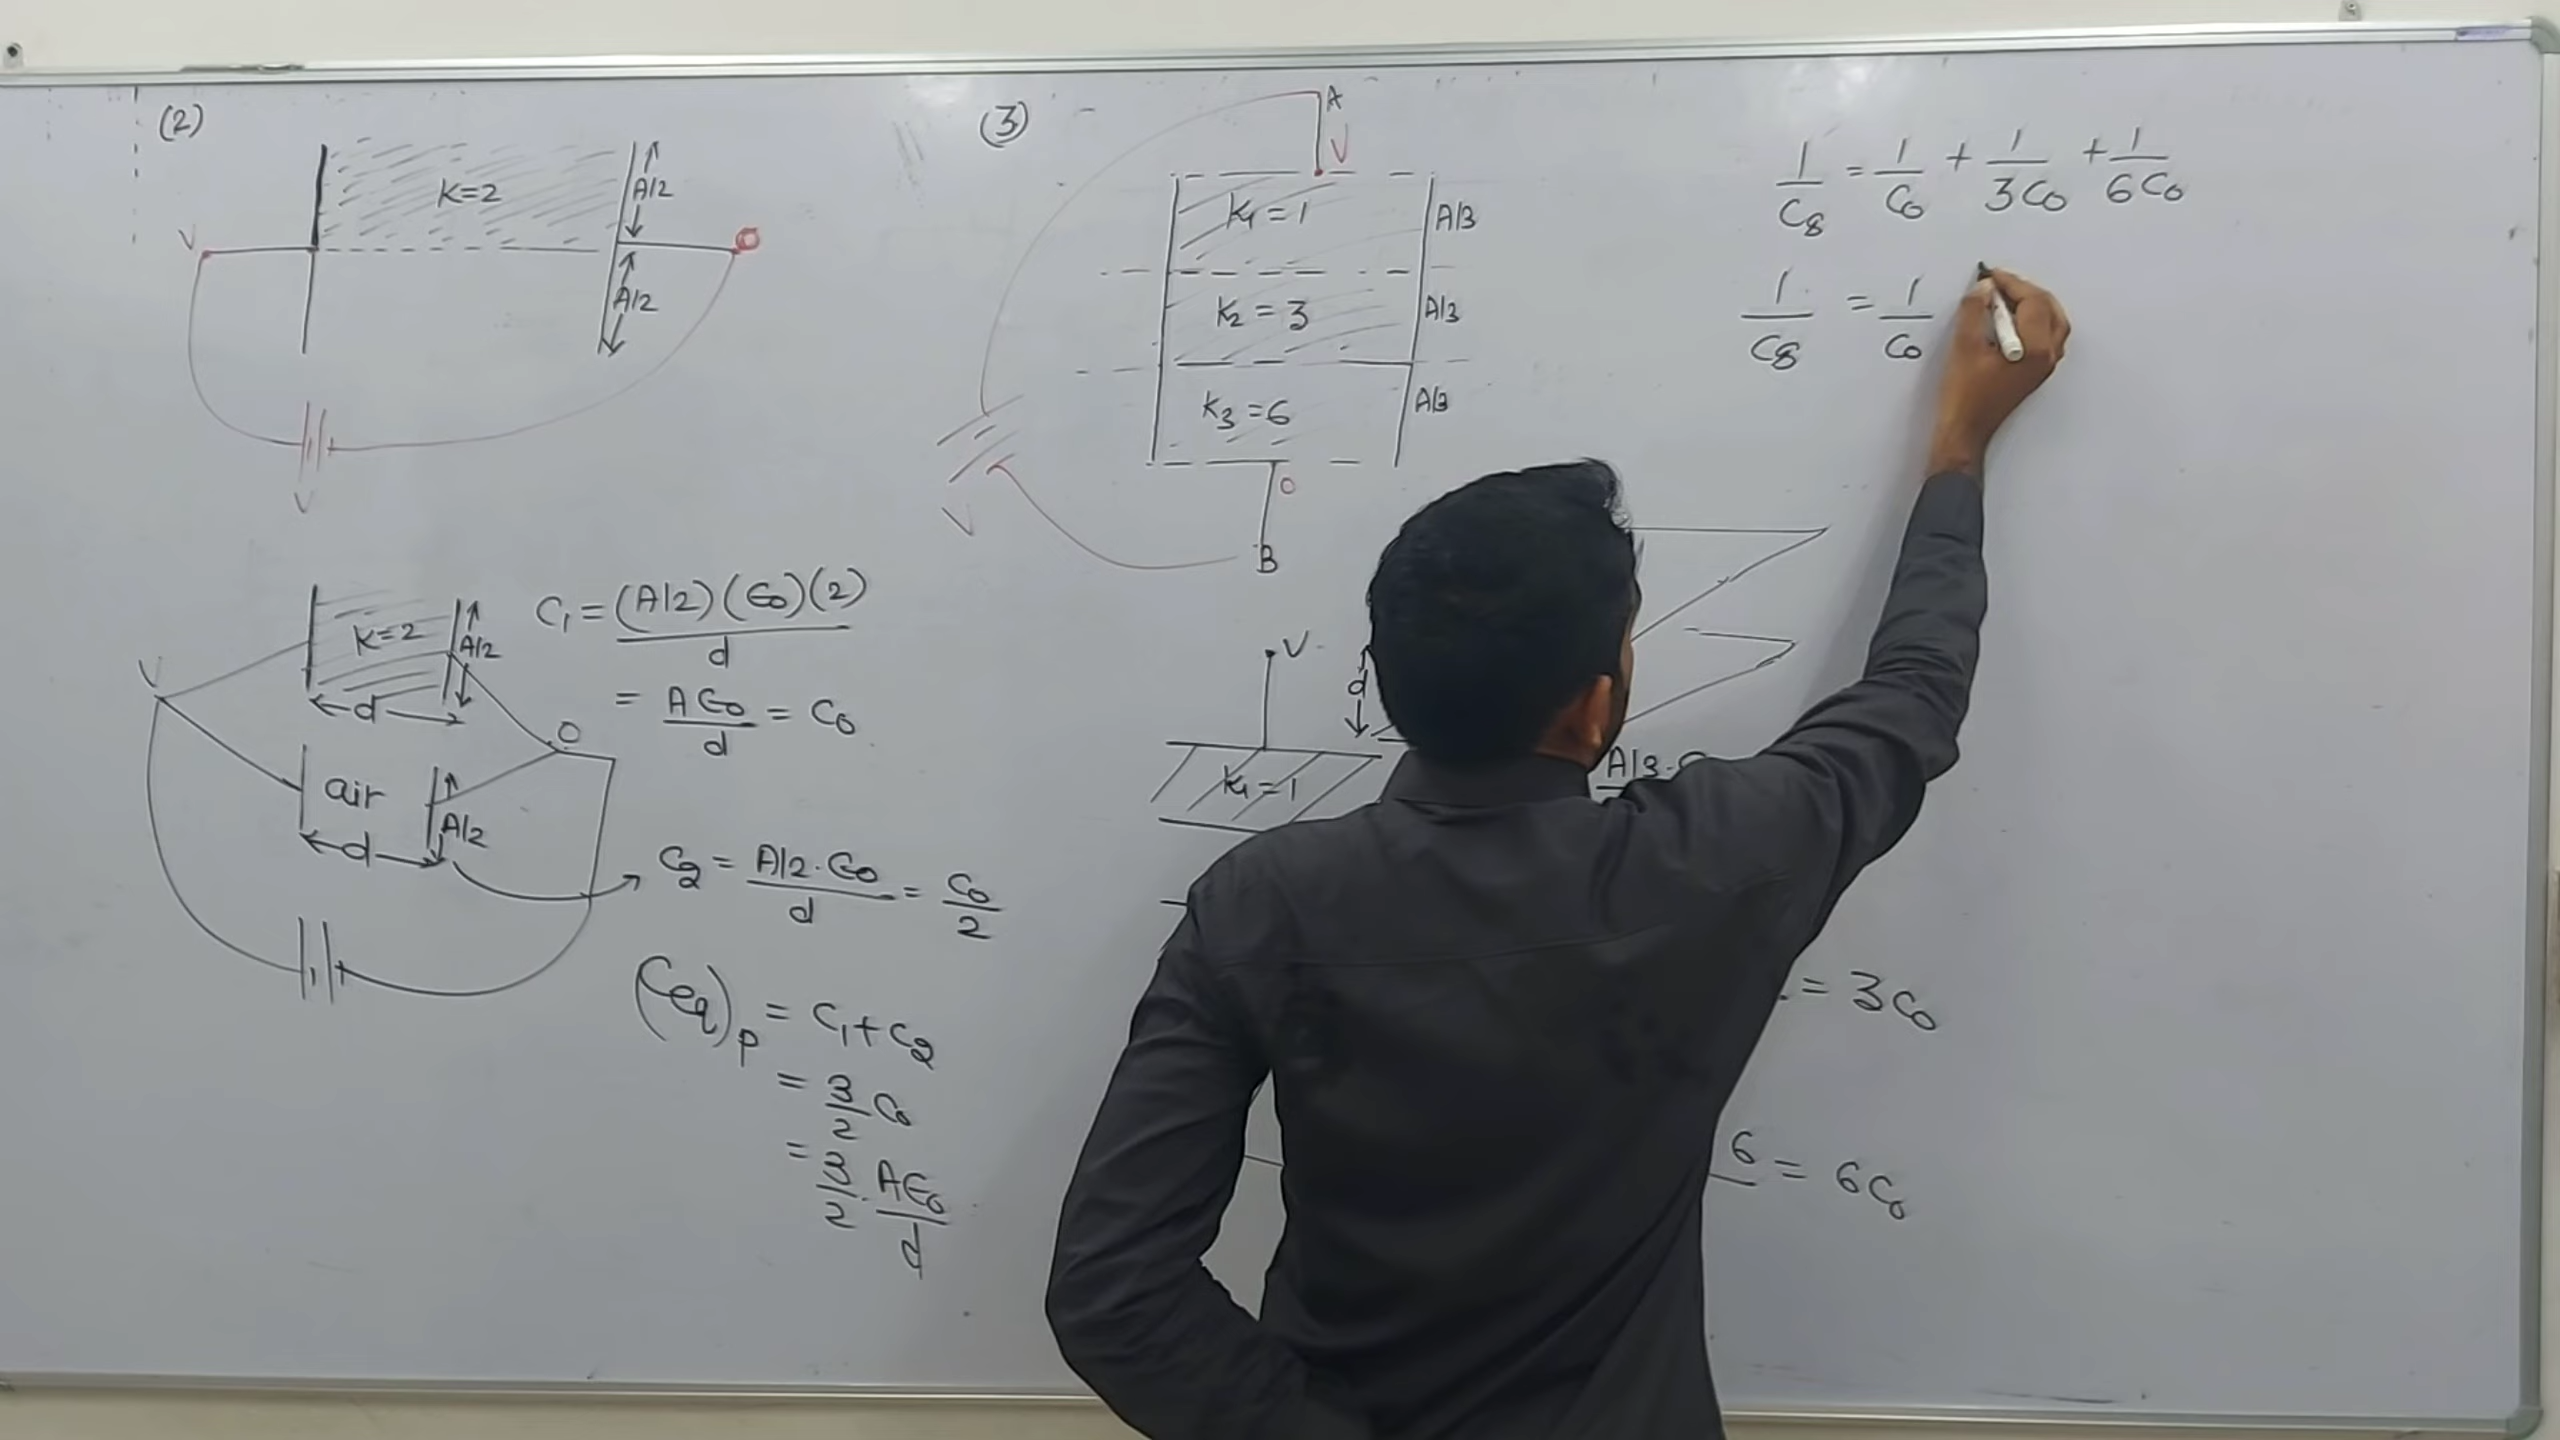 (2)
K=2
A/2
V
O
A/2
V
K=2
A/2
d
V
O
air
A/2
d
C₁ = (A/2)(ϵ₀)(2)/d
= Aϵ₀/d = C₀
C₂ = A/2·ϵ₀/d = C₀/2
(Ceq)p = C₁+C₂
= 3/2 C₀
= 3/2 · Aϵ₀/d
(3)
A
V
K₁=1
A/3
K₂=3
A/3
K₃=6
A/3
O
B
V
V
d
K₁=1
A/3·
= 3C₀
6 = 6C₀
1/CS = 1/C₀ + 1/3C₀ + 1/6C₀
1/CS = 1/C₀